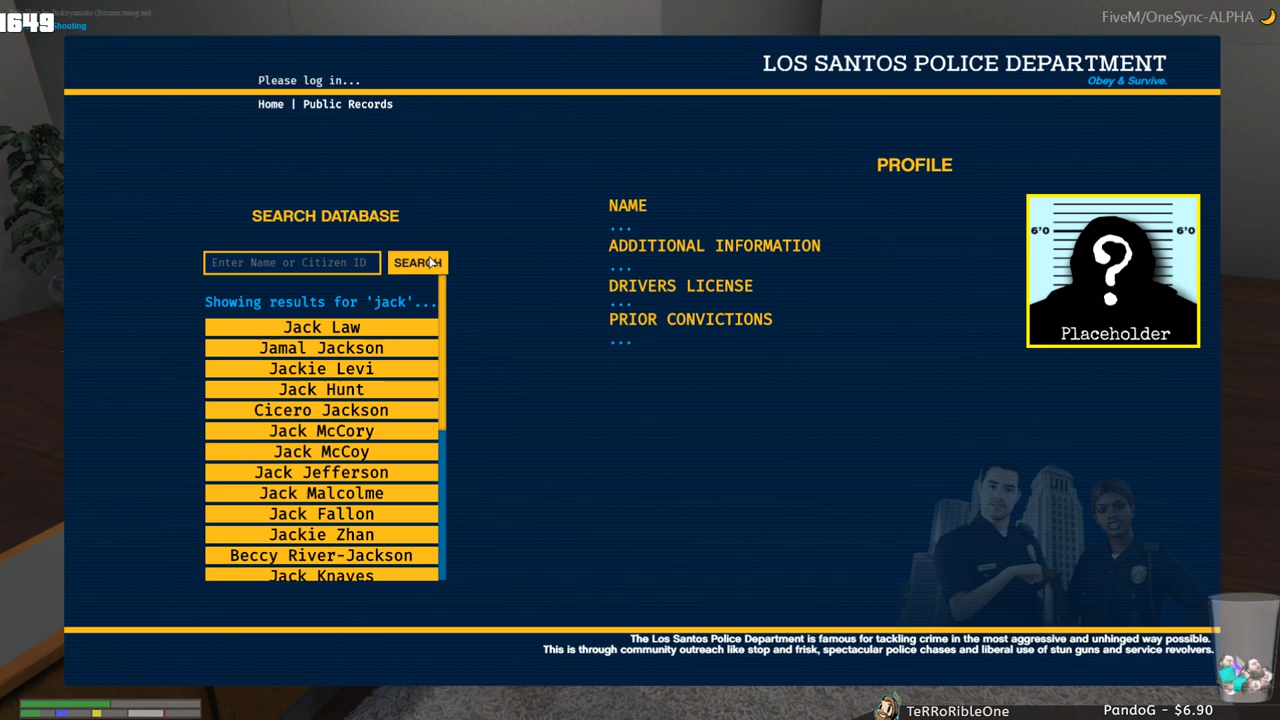 1649
Shouting
FiveM/OneSync-ALPHA
LOS SANTOS POLICE DEPARTMENT
Obey & Survive.
Please log in...
Home | Public Records
PROFILE
SEARCH DATABASE
Enter Name or Citizen ID
SEARCH
Showing results for 'jack'...
Jack Law
Jamal Jackson
Jackie Levi
Jack Hunt
Cicero Jackson
Jack McCory
Jack McCoy
Jack Jefferson
Jack Malcolme
Jack Fallon
Jackie Zhan
Beccy River-Jackson
Jack Knaves
NAME
...
ADDITIONAL INFORMATION
...
DRIVERS LICENSE
...
PRIOR CONVICTIONS
...
6'0
6'0
?
Placeholder
The Los Santos Police Department is famous for tackling crime in the most aggressive and unhinged way possible.
This is through community outreach like stop and frisk, spectacular police chases and liberal use of stun guns and service revolvers.
TeRRoRibleOne
PandoG - $6.90